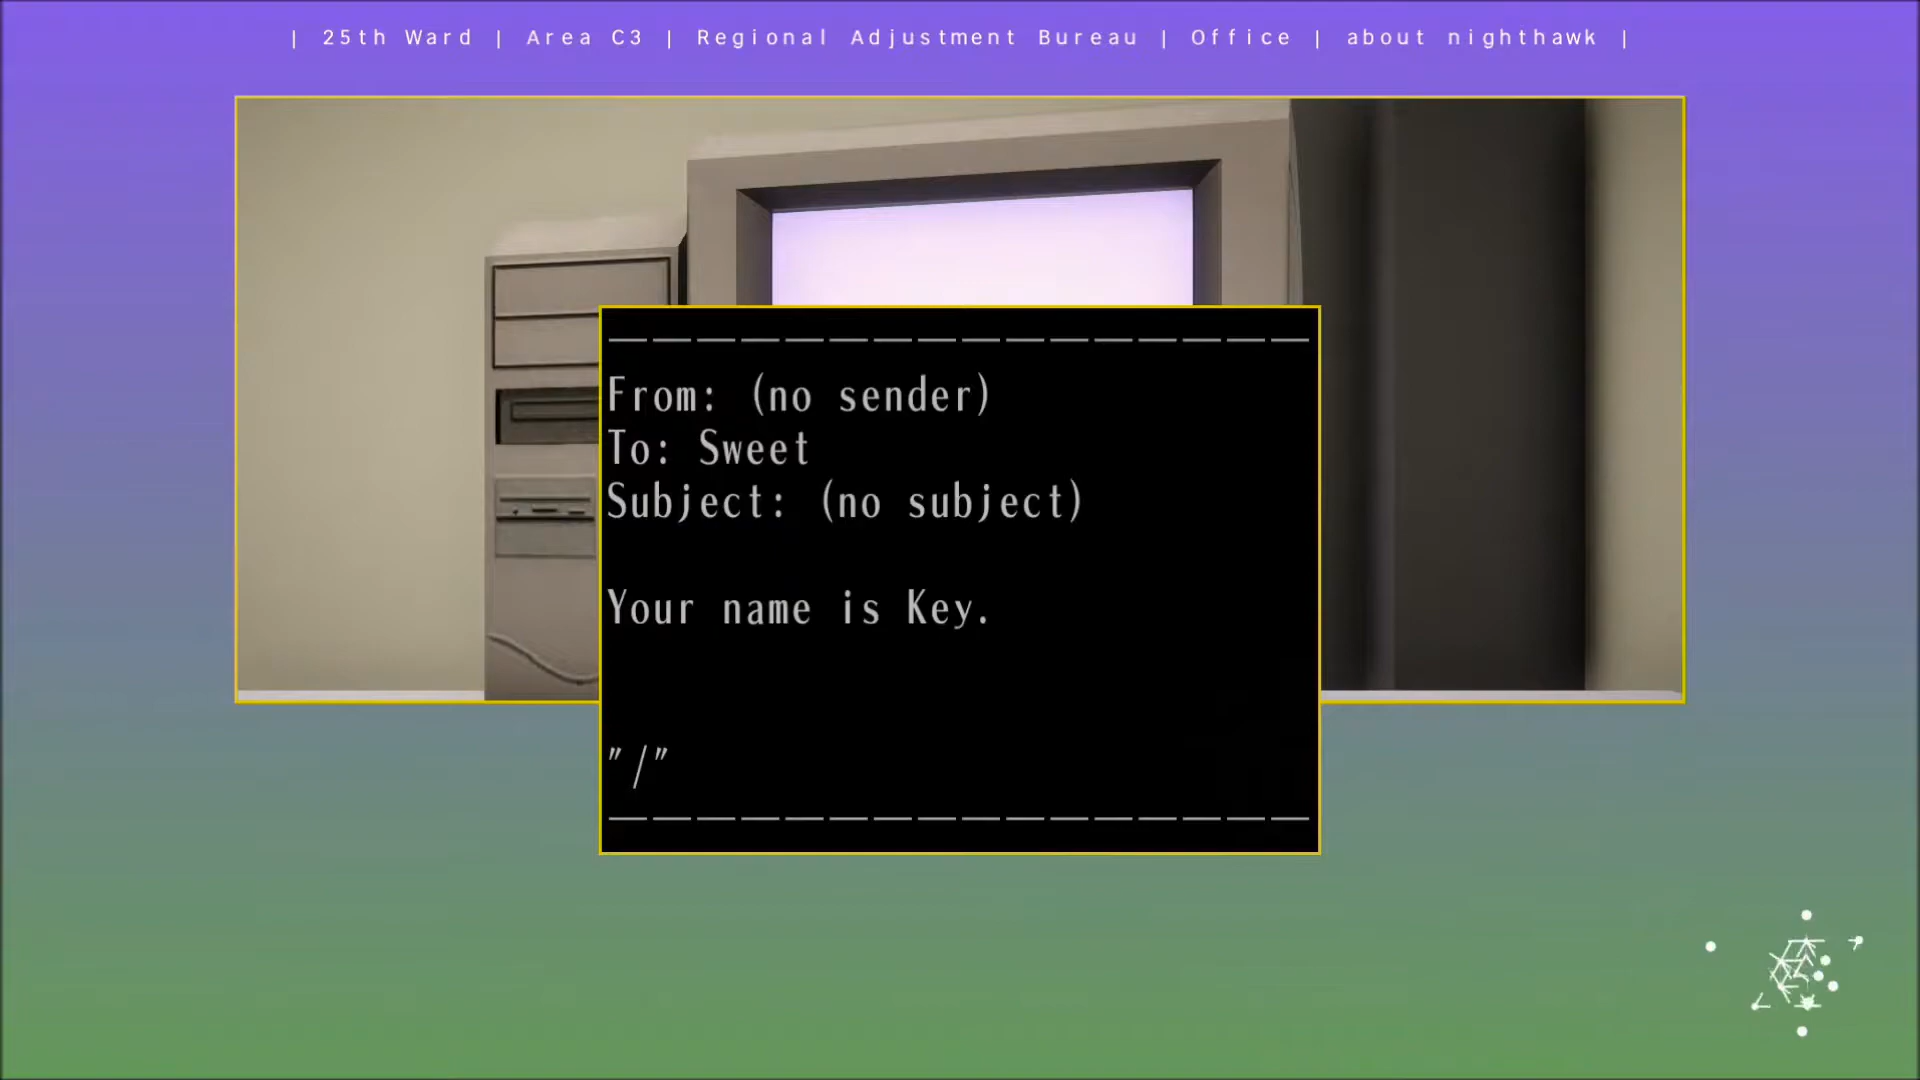 | 25th Ward | Area C3 | Regional Adjustment Bureau | Office | about nighthawk |
From: (no sender)
To: Sweet
Subject: (no subject)
Your name is Key.
"/"